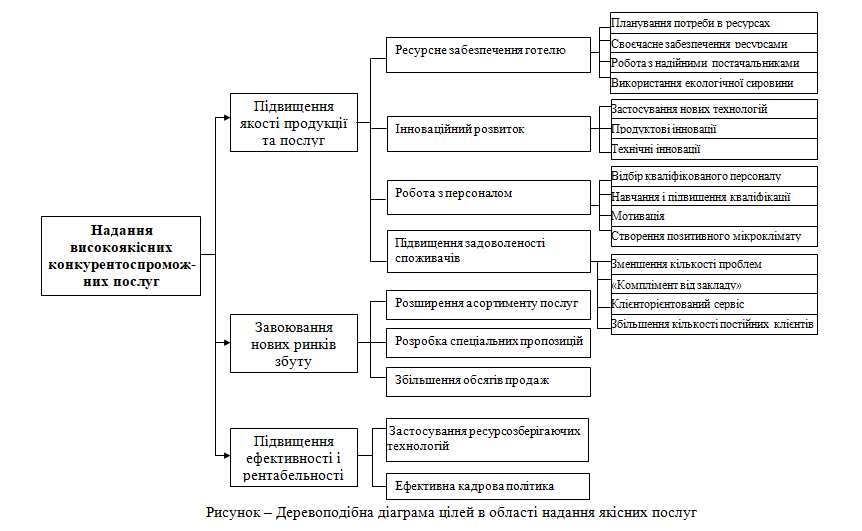 Надання
високоякісних
конкурентоспромож-
них послуг
Підвищення
якості продукції
та послуг
Ресурсне забезпечення готелю
Планування потреби в ресурсах
Своєчасне забезпечення ресурсами
Робота з надійними постачальниками
Використання екологічної сировини
Інноваційний розвиток
Застосування нових технологій
Продуктові інновації
Технічні інновації
Робота з персоналом
Відбір кваліфікованого персоналу
Навчання і підвищення кваліфікації
Мотивація
Створення позитивного мікроклімату
Підвищення задоволеності
споживачів
Зменшення кількості проблем
«Комплімент від закладу»
Клієнторієнтований сервіс
Збільшення кількості постійних клієнтів
Завоювання
нових ринків
збуту
Розширення асортименту послуг
Розробка спеціальних пропозицій
Збільшення обсягів продаж
Підвищення
ефективності і
рентабельності
Застосування ресурсозберігаючих
технологій
Ефективна кадрова політика
Рисунок – Деревоподібна діаграма цілей в області надання якісних послуг